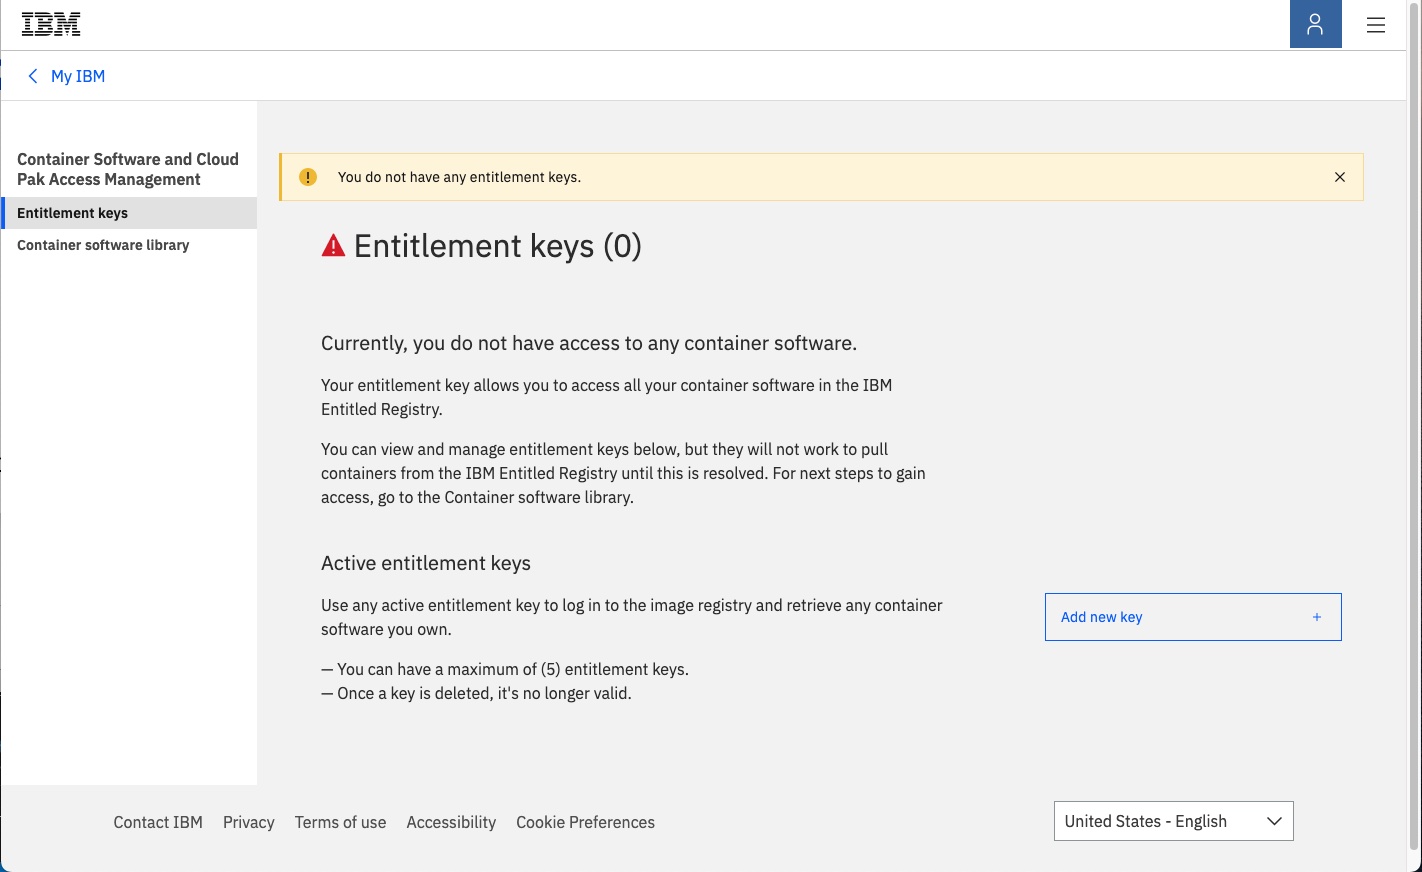 IBM
My IBM
Container Software and Cloud
Pak Access Management
Entitlement keys
Container software library
You do not have any entitlement keys.
Entitlement keys (0)
Currently, you do not have access to any container software.
Your entitlement key allows you to access all your container software in the IBM
Entitled Registry.
You can view and manage entitlement keys below, but they will not work to pull
containers from the IBM Entitled Registry until this is resolved. For next steps to gain
access, go to the Container software library.
Active entitlement keys
Use any active entitlement key to log in to the image registry and retrieve any container
software you own.
— You can have a maximum of (5) entitlement keys.
— Once a key is deleted, it's no longer valid.
Add new key +
Contact IBM Privacy Terms of use Accessibility Cookie Preferences
United States - English